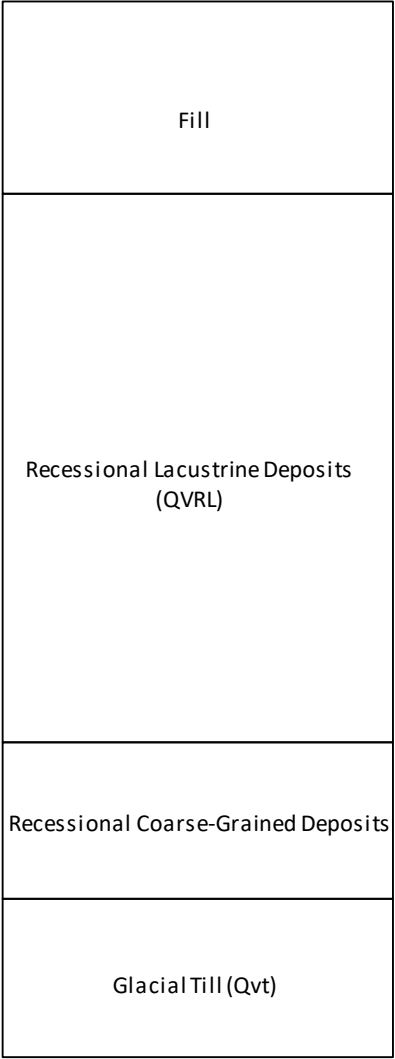 Fill
Recessional Lacustrine Deposits
(QVRL)
Recessional Coarse-Grained Deposits
Glacial Till (Qvt)